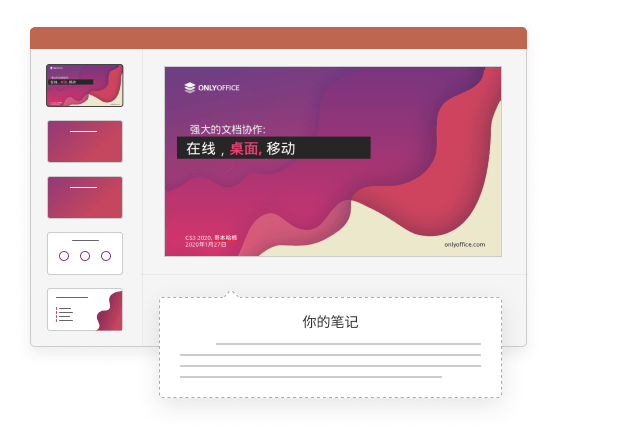 ONLYOFFICE
强大的文档协作:
在线 , 桌面, 移动
CS3 2020, 哥本哈根
2020年1月27日
onlyoffice.com
你的笔记